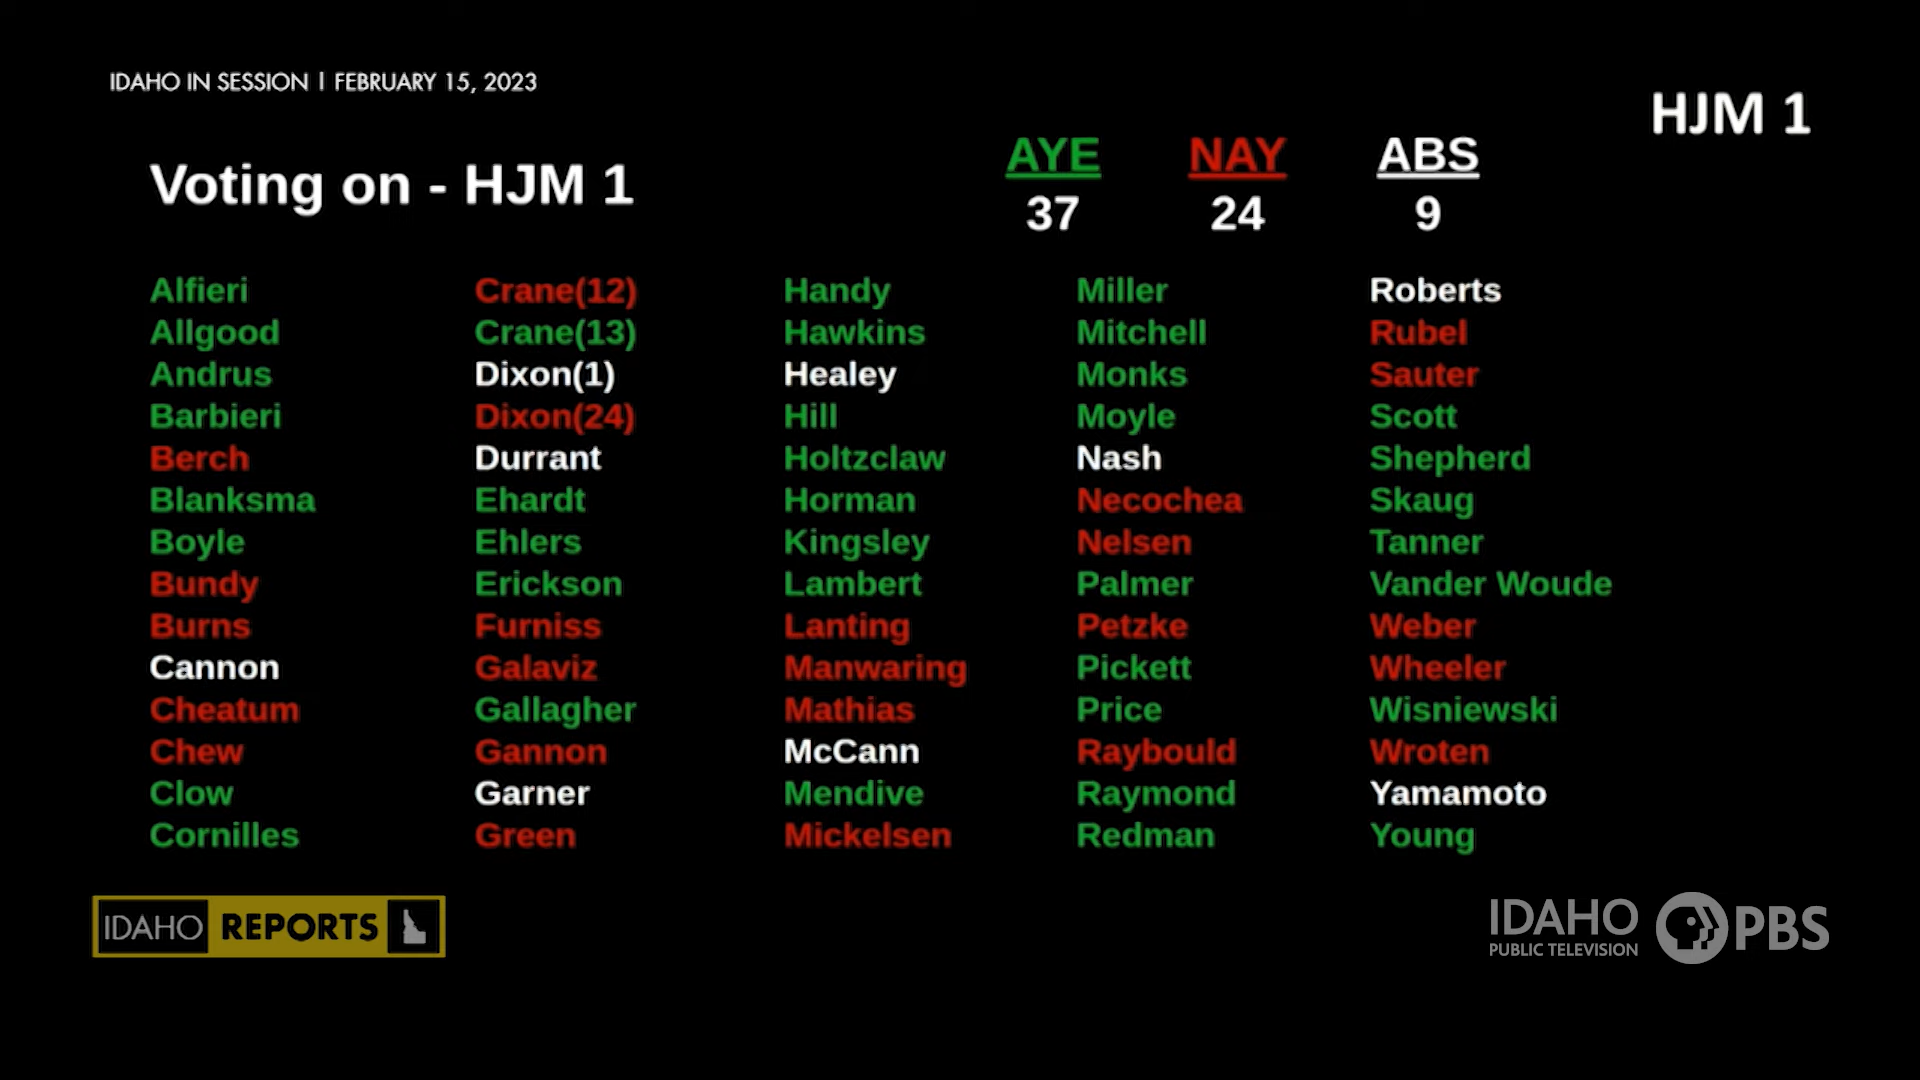 IDAHO IN SESSION | FEBRUARY 15, 2023
HJM 1
Voting on - HJM 1
AYE NAY ABS
37 24 9
Alfieri Crane(12) Handy Miller Roberts
Allgood Crane(13) Hawkins Mitchell Rubel
Andrus Dixon(1) Healey Monks Sauter
Barbieri Dixon(24) Hill Moyle Scott
Berch Durrant Holtzclaw Nash Shepherd
Blanksma Ehardt Horman Necochea Skaug
Boyle Ehlers Kingsley Nelsen Tanner
Bundy Erickson Lambert Palmer Vander Woude
Burns Furniss Lanting Petzke Weber
Cannon Galaviz Manwaring Pickett Wheeler
Cheatum Gallagher Mathias Price Wisniewski
Chew Gannon McCann Raybould Wroten
Clow Garner Mendive Raymond Yamamoto
Cornilles Green Mickelsen Redman Young
IDAHO REPORTS
IDAHO
PUBLIC TELEVISION
PBS